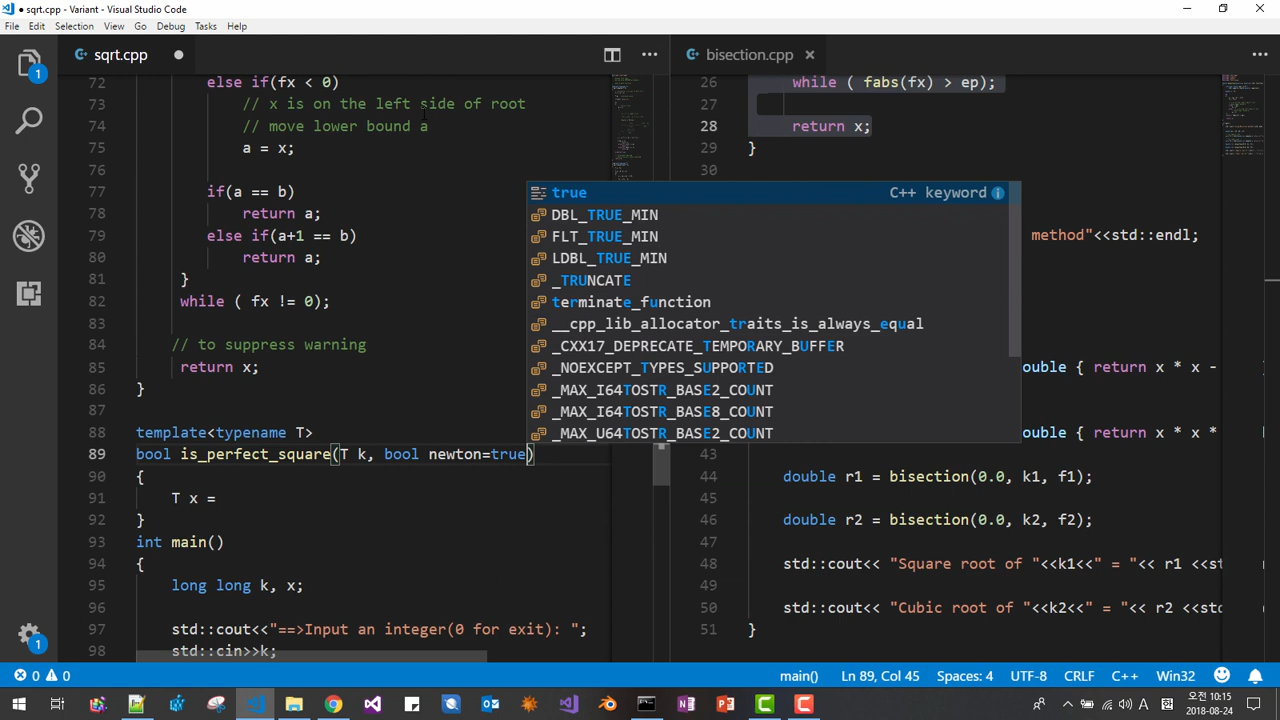 sqrt.cpp - Variant - Visual Studio Code
File Edit Selection View Go Debug Tasks Help
sqrt.cpp
72 else if(fx < 0)
73 // x is on the left side of root
74 // move lower bound a
75 a = x;
77 if(a == b)
78 return a;
79 else if(a+1 == b)
80 return a;
81 }
82 while ( fx != 0);
83
84 // to suppress warning
85 return x;
86 }
87
88 template<typename T>
89 bool is_perfect_square(T k, bool newton=true)
90 {
91 T x =
92 }
93 int main()
94 {
95 long long k, x;
96
97 std::cout<<"==>Input an integer(0 for exit): ";
98 std::cin>>k;
true C++ keyword
DBL_TRUE_MIN
FLT_TRUE_MIN
LDBL_TRUE_MIN
_TRUNCATE
terminate_function
__cpp_lib_allocator_traits_is_always_equal
_CXX17_DEPRECATE_TEMPORARY_BUFFER
_NOEXCEPT_TYPES_SUPPORTED
_MAX_I64TOSTR_BASE2_COUNT
_MAX_I64TOSTR_BASE8_COUNT
_MAX_U64TOSTR_BASE2_COUNT
bisection.cpp
26 while ( fabs(fx) > ep);
27
28 return x;
29 }
30
method"<<std::endl;
ouble { return x * x -
ouble { return x * x *
43
44 double r1 = bisection(0.0, k1, f1);
45
46 double r2 = bisection(0.0, k2, f2);
47
48 std::cout<< "Square root of "<<k1<<" = "<< r1 <<st
49
50 std::cout<< "Cubic root of "<<k2<<" = "<< r2 <<std
51 }
1
1
0 0 main() Ln 89, Col 45 Spaces: 4 UTF-8 CRLF C++ Win32
A 오전 10:15
2018-08-24